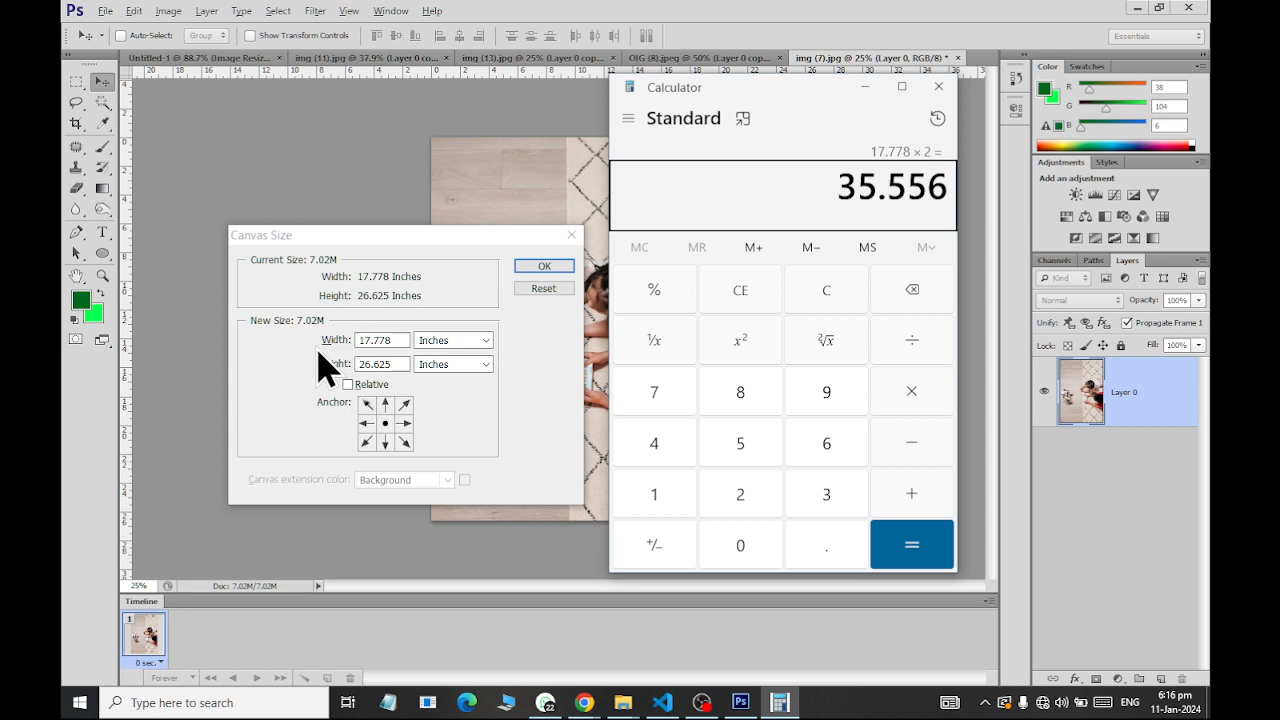 Ps File Edit Image Layer Type Select Filter View Window Help
Auto-Select: Group Show Transform Controls Essentials
Untitled-1 @ 88.7% (Image Resiz... × img (11).jpg @ 37.9% (Layer 0 co... × img (13).jpg @ 25% (Layer 0 cop... × OIG (8).jpeg @ 50% (Layer 0 cop... × img (7).jpg @ 25% (Layer 0, RGB/8) * ×
Calculator
Standard
17.778 × 2 =
35.556
MC MR M+ M− MS M˅
% CE C
¹/x x² ²√x ÷
7 8 9 ×
4 5 6 −
1 2 3 +
+/− 0 . =
Canvas Size
Current Size: 7.02M
Width: 17.778 Inches
Height: 26.625 Inches
OK
Reset
New Size: 7.02M
Width: 17.778 Inches
26.625 Inches
Relative
Anchor:
Canvas extension color: Background
Color Swatches
R 38
G 104
B 6
Adjustments Styles
Add an adjustment
Channels Paths Layers
Kind
Normal Opacity: 100%
Unify: Propagate Frame 1
Lock: Fill: 100%
Layer 0
25% Doc: 7.02M/7.02M
Timeline
1
0 sec.
Forever
Type here to search
ENG
6:16 pm
11-Jan-2024